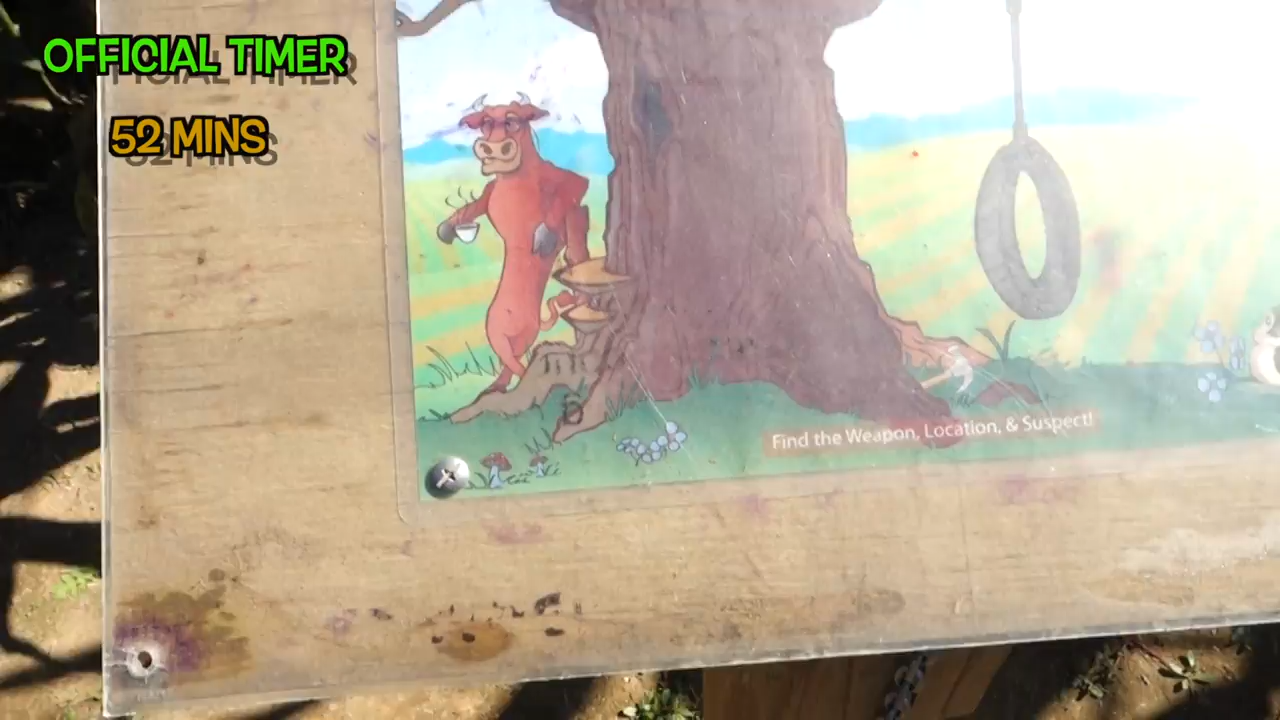 OFFICIAL TIMER
52 MINS
Find the Weapon, Location, & Suspect!